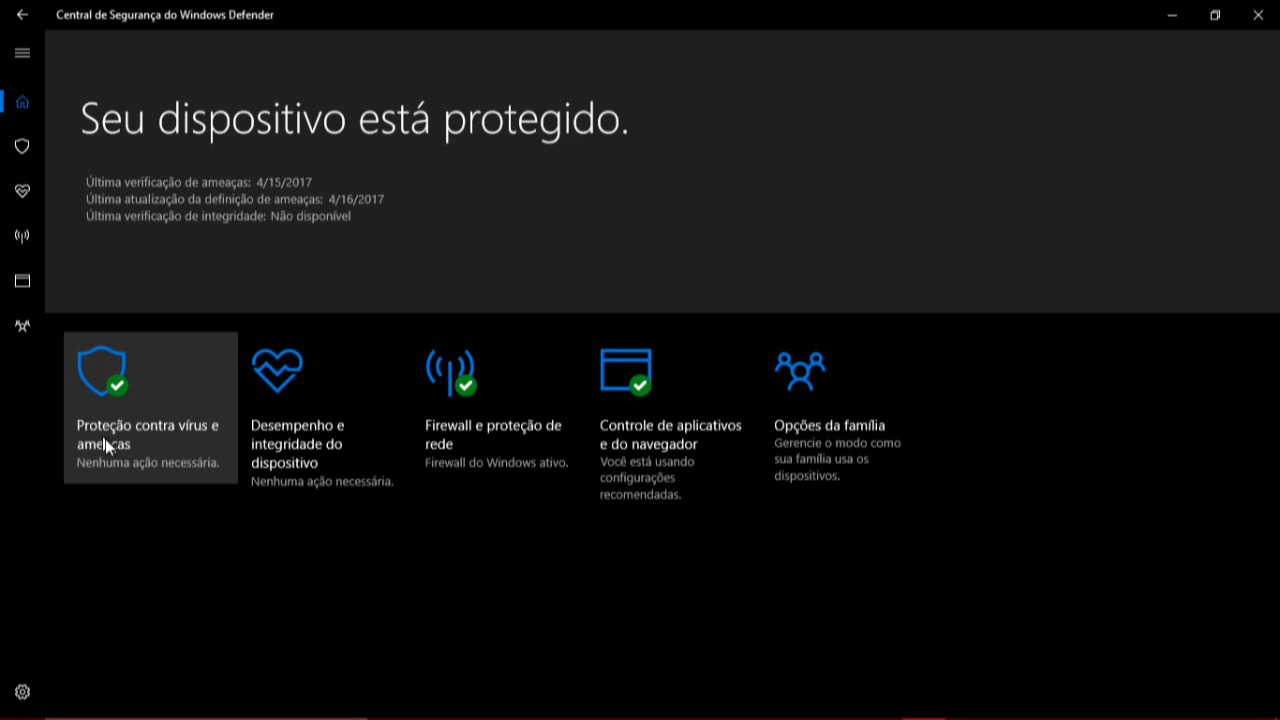 Central de Segurança do Windows Defender
Seu dispositivo está protegido.
Última verificação de ameaças: 4/15/2017
Última atualização da definição de ameaças: 4/16/2017
Última verificação de integridade: Não disponível
Proteção contra vírus e
ameaças
Nenhuma ação necessária.
Desempenho e
integridade do
dispositivo
Nenhuma ação necessária.
Firewall e proteção de
rede
Firewall do Windows ativo.
Controle de aplicativos
e do navegador
Você está usando
configurações
recomendadas.
Opções da família
Gerencie o modo como
sua família usa os
dispositivos.